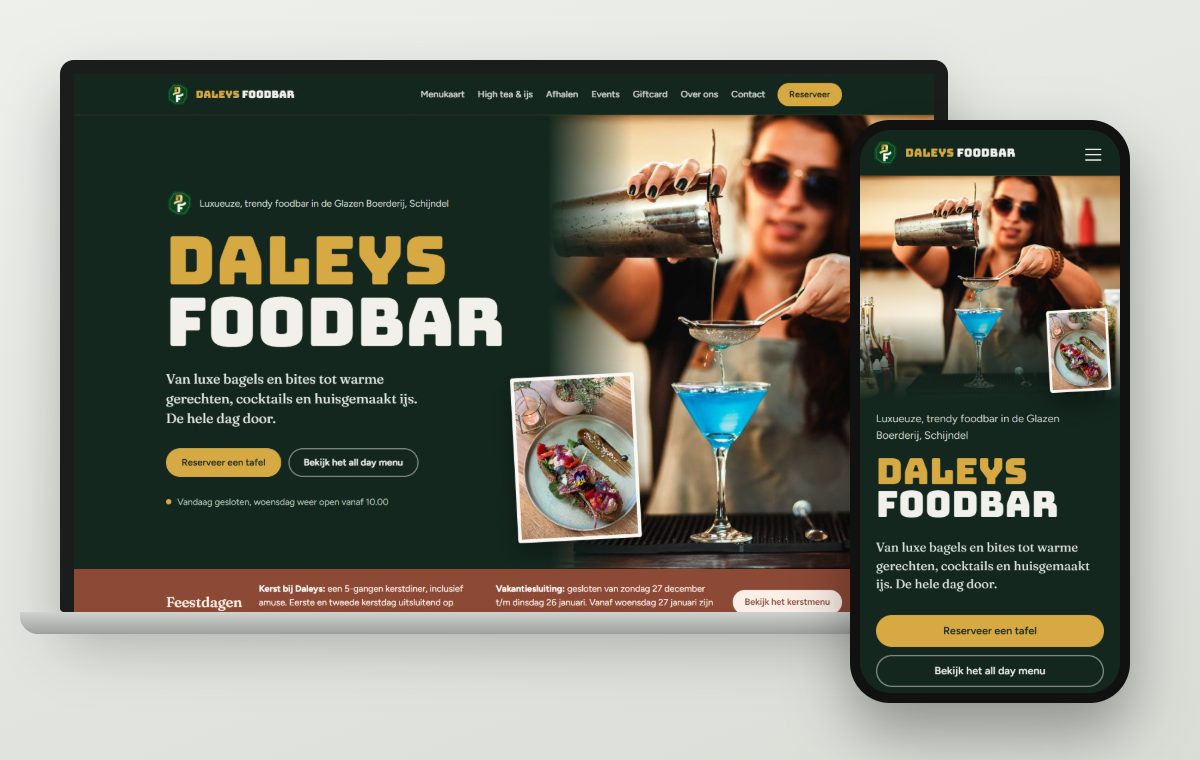 DALEYS FOODBAR
Menukaart High tea & ijs Afhalen Events Giftcard Over ons Contact Reserveer
Luxueuze, trendy foodbar in de Glazen Boerderij, Schijndel
DALEYS
FOODBAR
Van luxe bagels en bites tot warme
gerechten, cocktails en huisgemaakt ijs.
De hele dag door.
Reserveer een tafel Bekijk het all day menu
Vandaag gesloten, woensdag weer open vanaf 10.00
Feestdagen
Kerst bij Daleys: een 5-gangen kerstdiner, inclusief
amuse. Eerste en tweede kerstdag uitsluitend op
Vakantiesluiting: gesloten van zondag 27 december
t/m dinsdag 26 januari. Vanaf woensdag 27 januari zijn
Bekijk het kerstmenu
DALEYS FOODBAR
Luxueuze, trendy foodbar in de Glazen
Boerderij, Schijndel
DALEYS
FOODBAR
Van luxe bagels en bites tot warme
gerechten, cocktails en huisgemaakt
ijs. De hele dag door.
Reserveer een tafel
Bekijk het all day menu